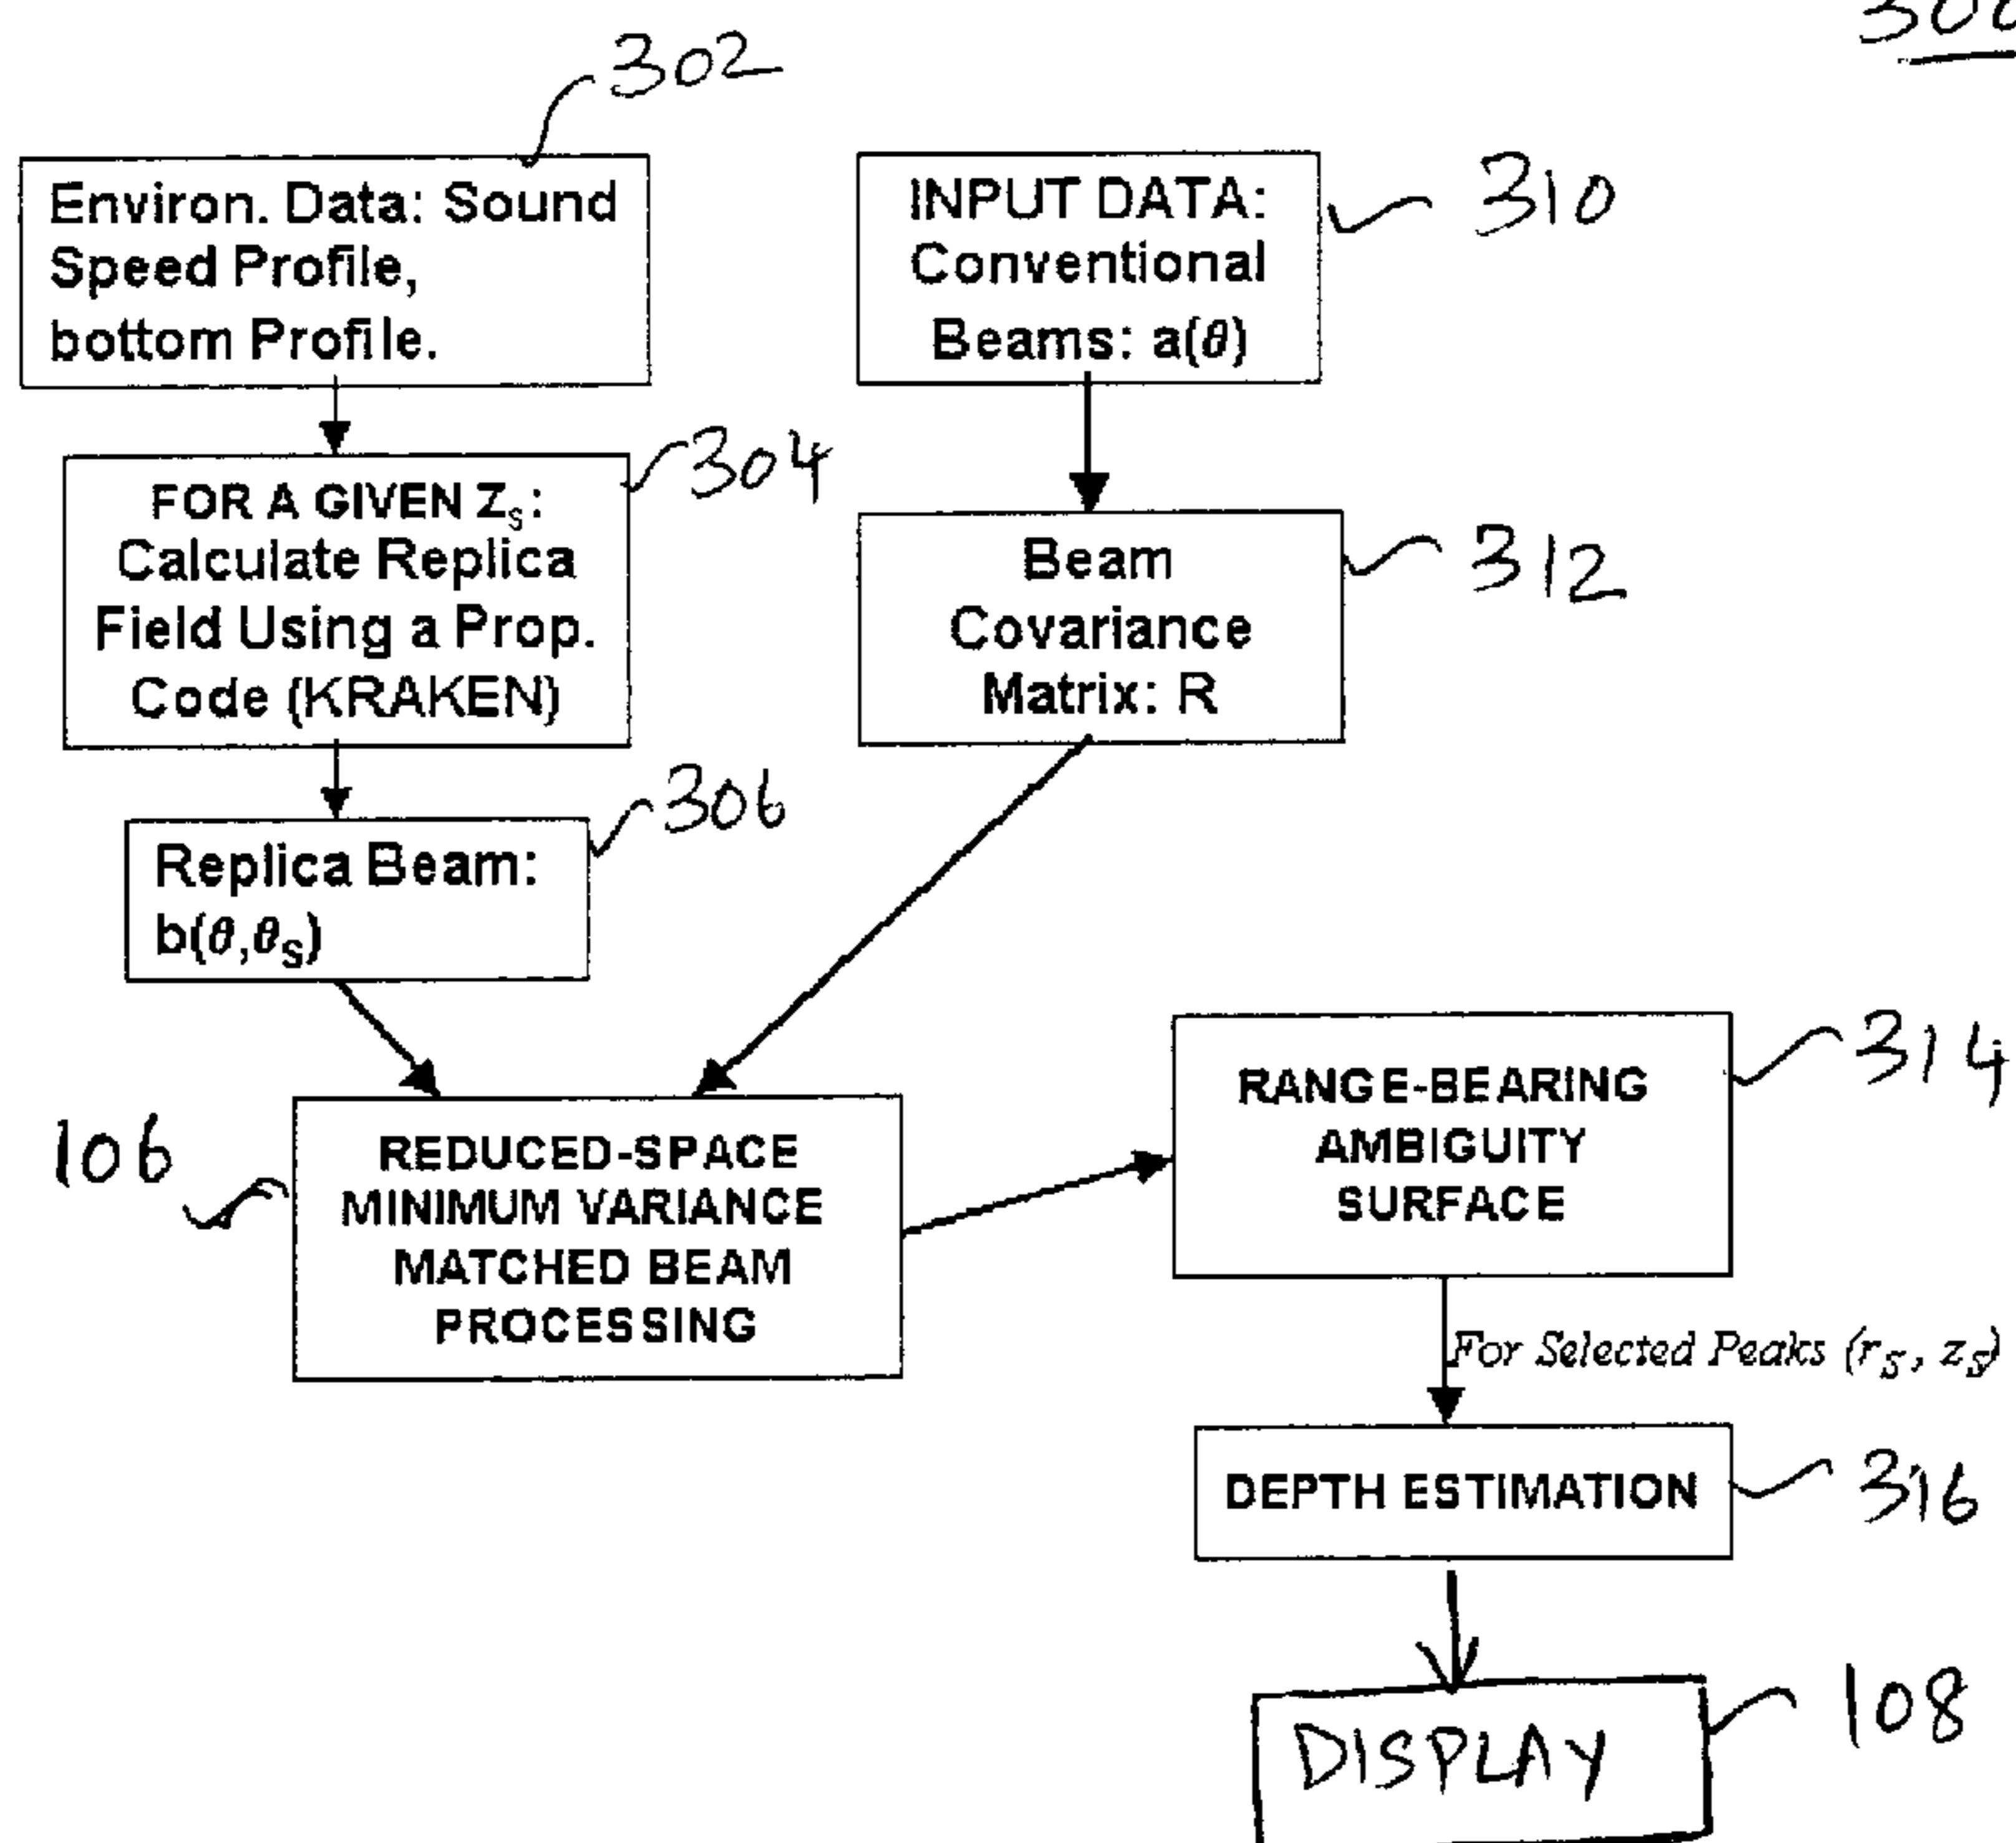 302
Environ. Data: Sound
Speed Profile,
bottom Profile.
INPUT DATA:
Conventional
Beams: a(θ)
310
FOR A GIVEN Zs:
Calculate Replica
Field Using a Prop.
Code (KRAKEN)
304
Beam
Covariance
Matrix: R
312
Replica Beam:
b(θ,θs)
306
106
REDUCED-SPACE
MINIMUM VARIANCE
MATCHED BEAM
PROCESSING
RANGE-BEARING
AMBIGUITY
SURFACE
314
For Selected Peaks (rs, zs)
DEPTH ESTIMATION
316
DISPLAY
108